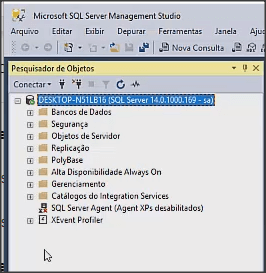 Microsoft SQL Server Management Studio
Arquivo Editar Exibir Depurar Ferramentas Janela
Nova Consulta
Pesquisador de Objetos
Conectar
DESKTOP-N51LB16 (SQL Server 14.0.1000.169 - sa)
Bancos de Dados
Segurança
Objetos de Servidor
Replicação
PolyBase
Alta Disponibilidade Always On
Gerenciamento
Catálogos do Integration Services
SQL Server Agent (Agent XPs desabilitados)
XEvent Profiler